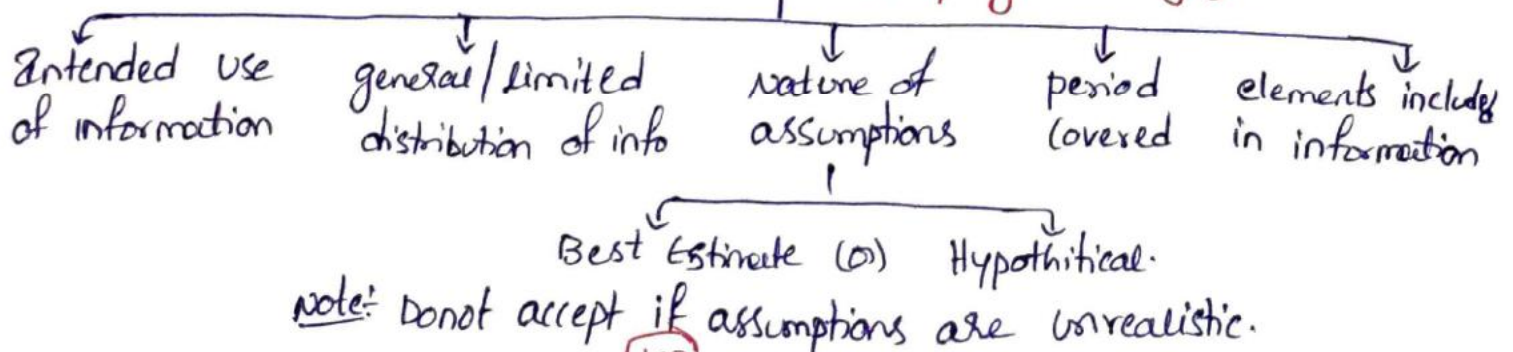 Intended use
of information
general/limited
distribution of info
Nature of
assumptions
period
covered
elements included
in information
Best Estimate (or) Hypothitical.
Note: Donot accept if assumptions are unrealistic.